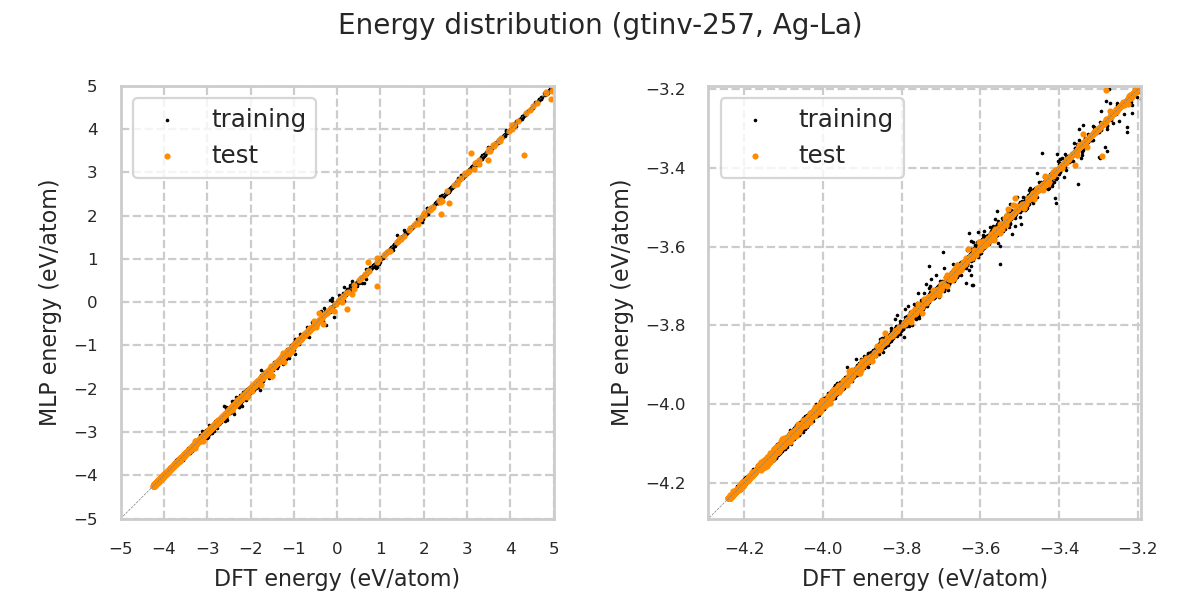 Energy distribution (gtinv-257, Ag-La)
training
test
5
4
3
2
1
0
−1
−2
−3
−4
−5
MLP energy (eV/atom)
−5 −4 −3 −2 −1 0 1 2 3 4 5
DFT energy (eV/atom)
training
test
−3.2
−3.4
−3.6
−3.8
−4.0
−4.2
MLP energy (eV/atom)
−4.2 −4.0 −3.8 −3.6 −3.4 −3.2
DFT energy (eV/atom)